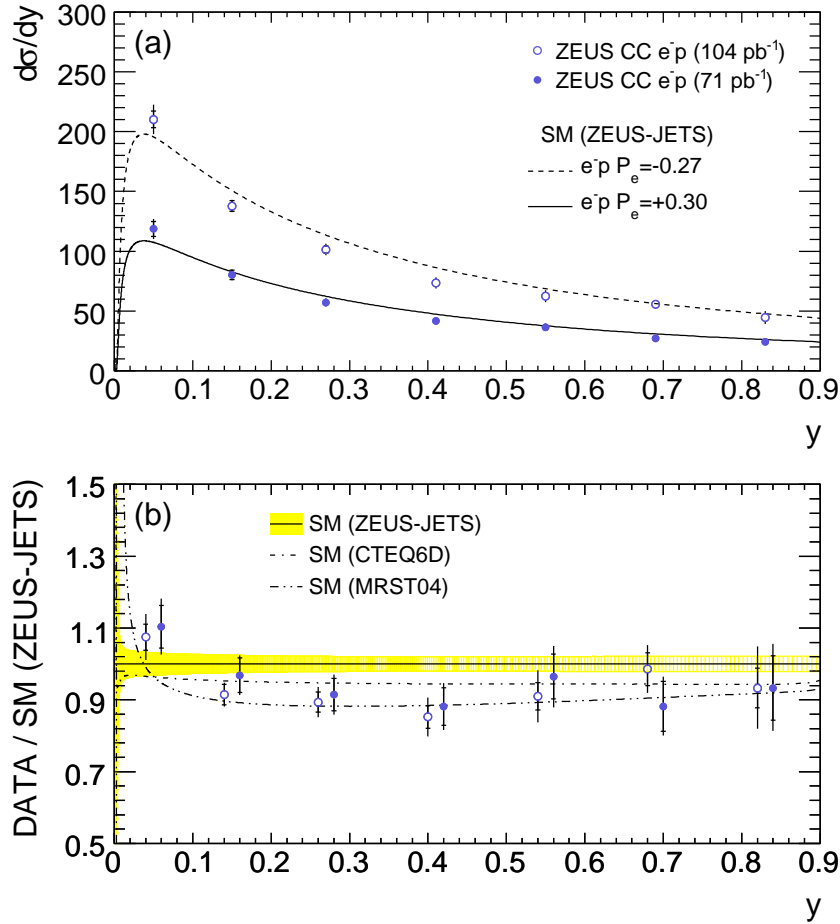 dσ/dy
300
250
200
150
100
50
0
(a)
ZEUS CC e⁻p (104 pb⁻¹)
ZEUS CC e⁻p (71 pb⁻¹)
SM (ZEUS-JETS)
e⁻p P_e=-0.27
e⁻p P_e=+0.30
0 0.1 0.2 0.3 0.4 0.5 0.6 0.7 0.8 0.9
y
DATA / SM (ZEUS-JETS)
1.5
1.3
1.1
0.9
0.7
0.5
(b)
SM (ZEUS-JETS)
SM (CTEQ6D)
SM (MRST04)
0 0.1 0.2 0.3 0.4 0.5 0.6 0.7 0.8 0.9
y